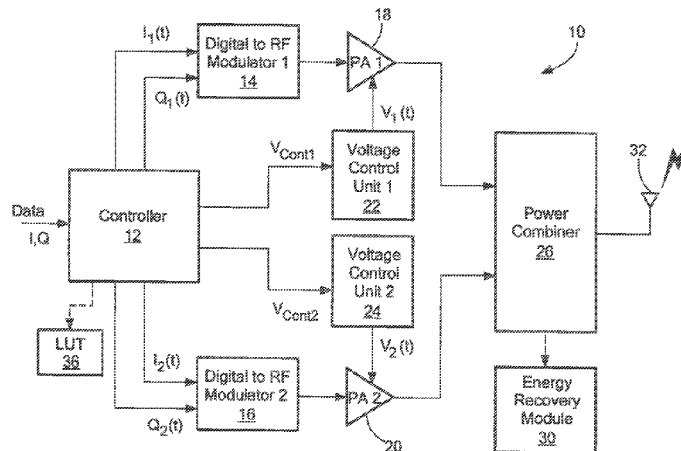 I₁(t)
Q₁(t)
Digital to RF
Modulator 1
14
18
PA 1
10
V₁(t)
V_Cont1
Voltage
Control
Unit 1
22
32
Data
I,Q
Controller
12
Power
Combiner
26
Voltage
Control
Unit 2
24
V_Cont2
V₂(t)
LUT
36
I₂(t)
Q₂(t)
Digital to RF
Modulator 2
16
PA 2
20
Energy
Recovery
Module
30